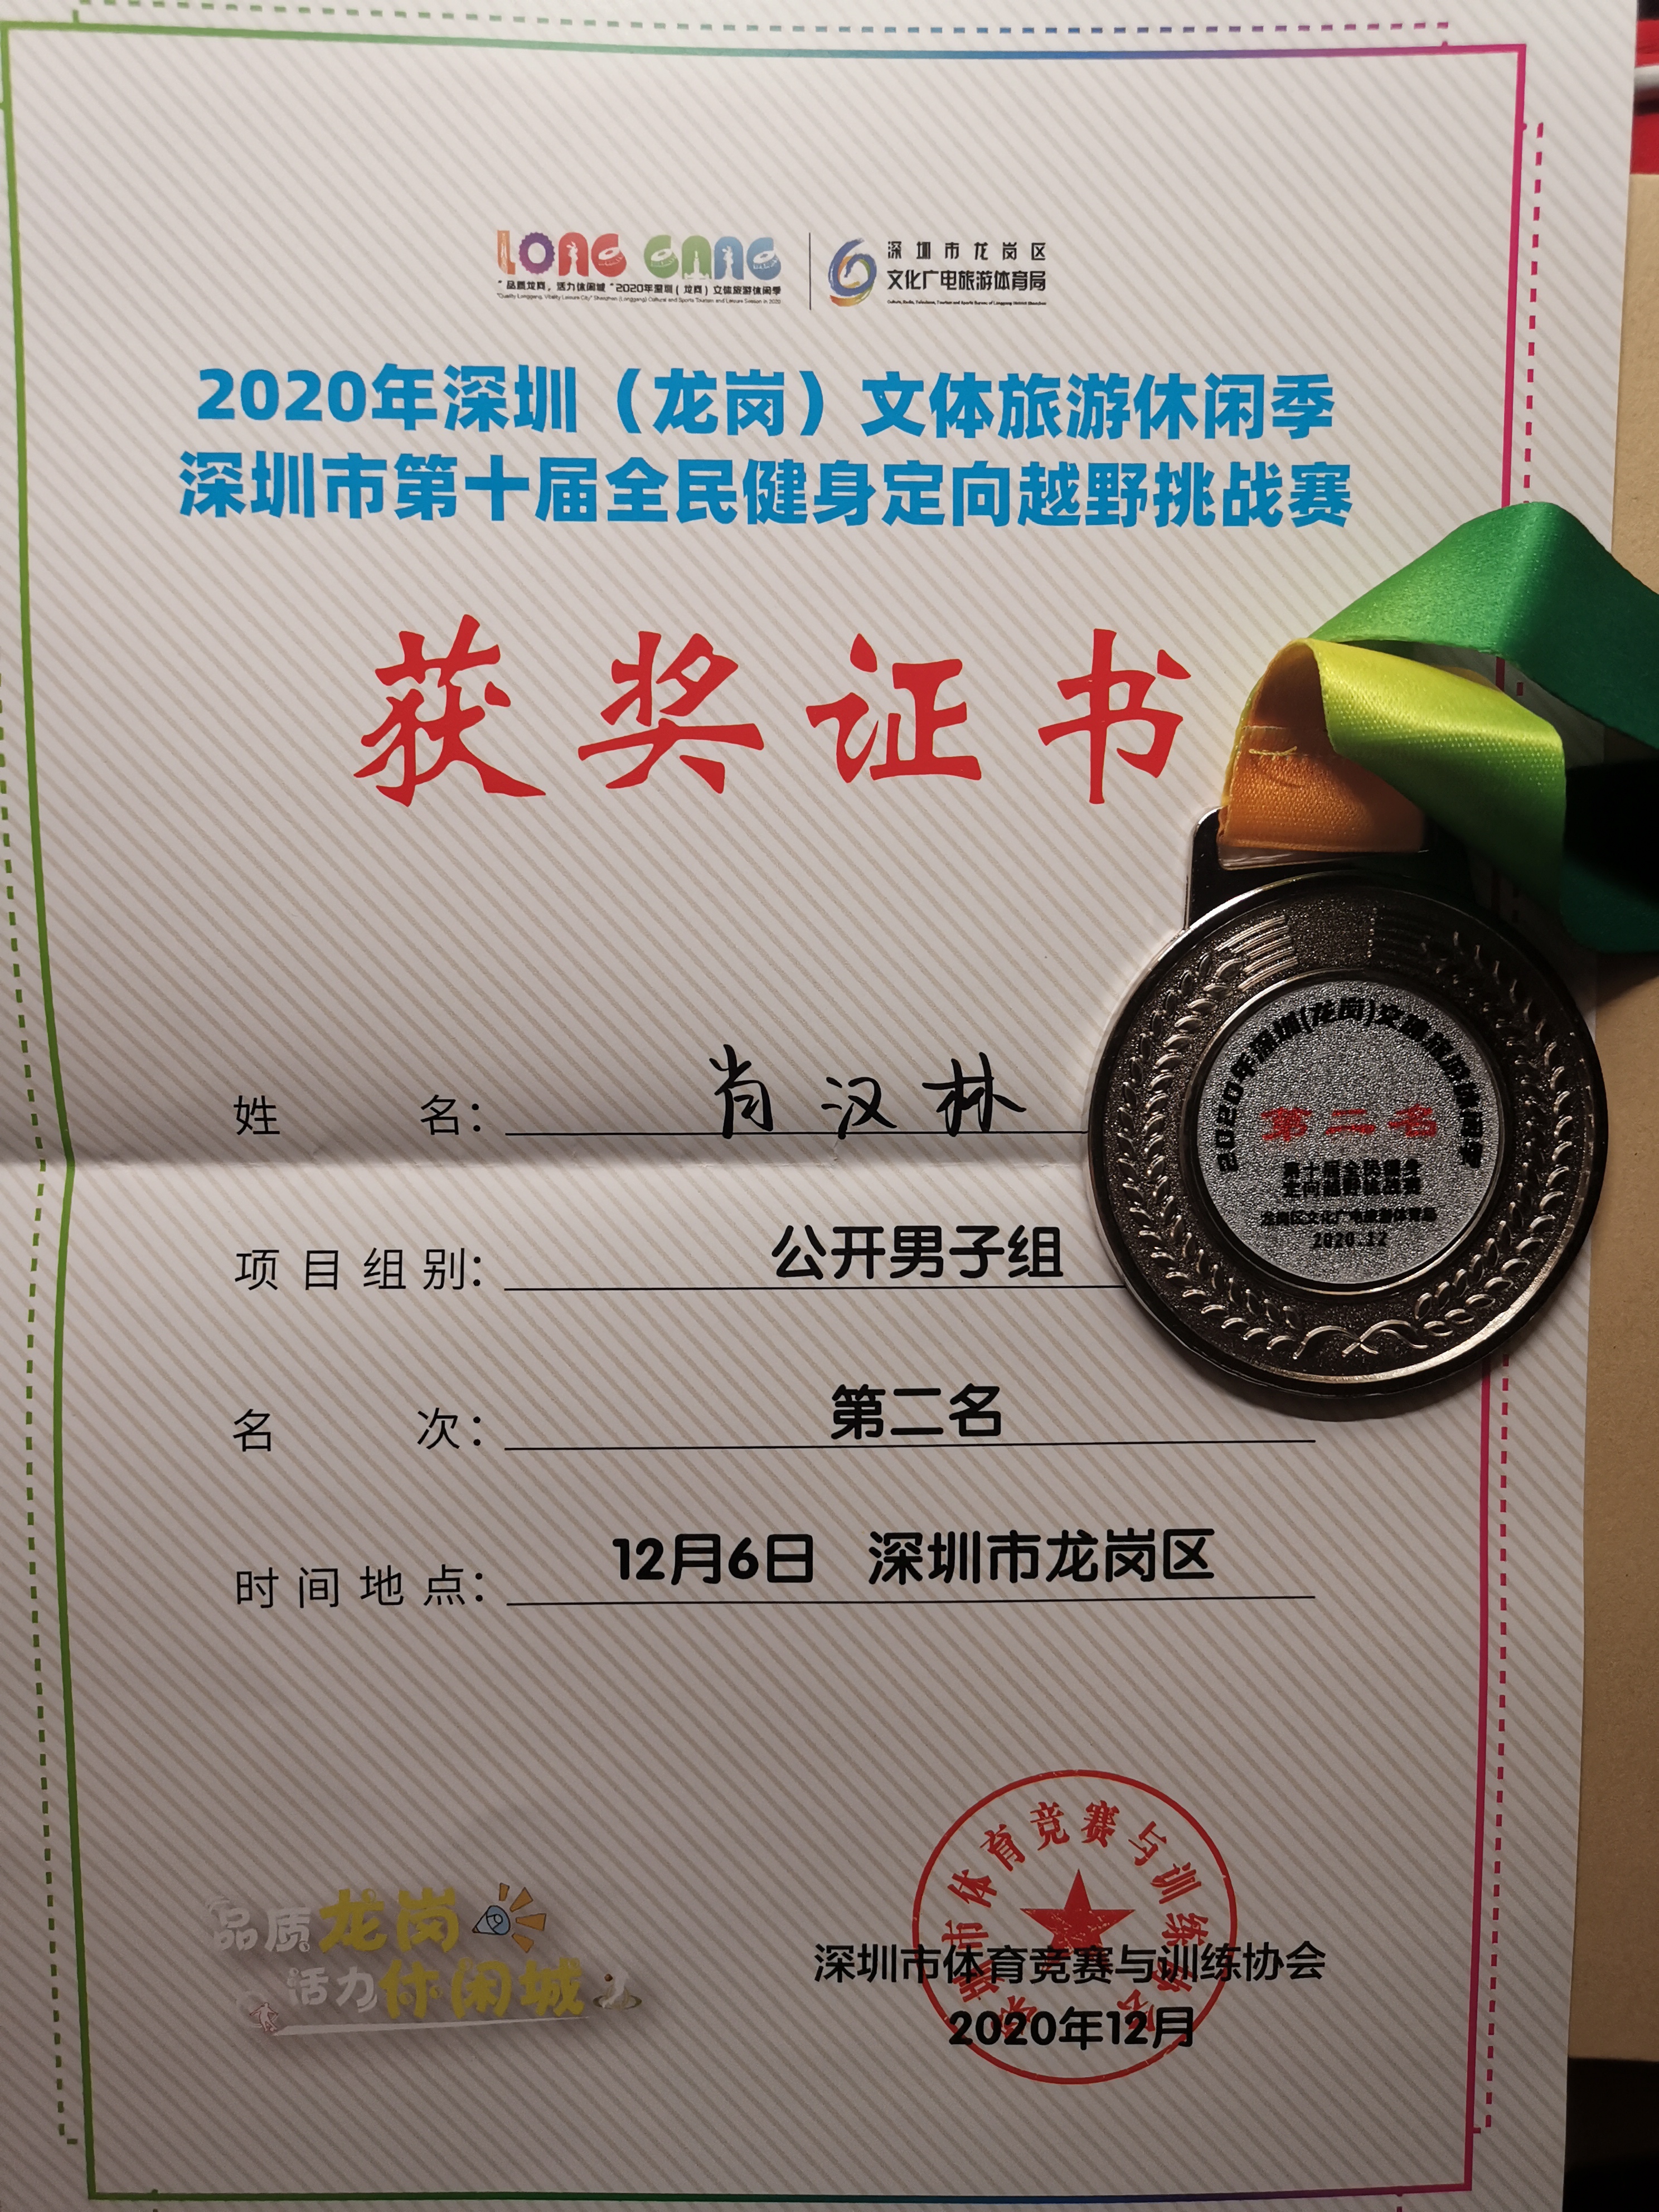 LONG GANG
"品质龙岗，活力休闲城"2020年深圳（龙岗）文体旅游休闲季
"Quality Longgang, Vitality Leisure City" Shenzhen (Longgang) Cultural and Sports Tourism and Leisure Season in 2020
深圳市龙岗区
文化广电旅游体育局
Culture, Radio, Television, Tourism and Sports Bureau of Longgang District Shenzhen
2020年深圳（龙岗）文体旅游休闲季
深圳市第十届全民健身定向越野挑战赛
获奖证书
姓名：肖汉林
项目组别：公开男子组
名次：第二名
时间地点：12月6日 深圳市龙岗区
2020年深圳(龙岗)文体旅游休闲季
第二名
第十届全民健身
定向越野挑战赛
龙岗区文化广电旅游体育局
2020.12
品质龙岗
活力休闲城
深圳市体育竞赛与训练协会
深圳市体育竞赛与训练协会
2020年12月